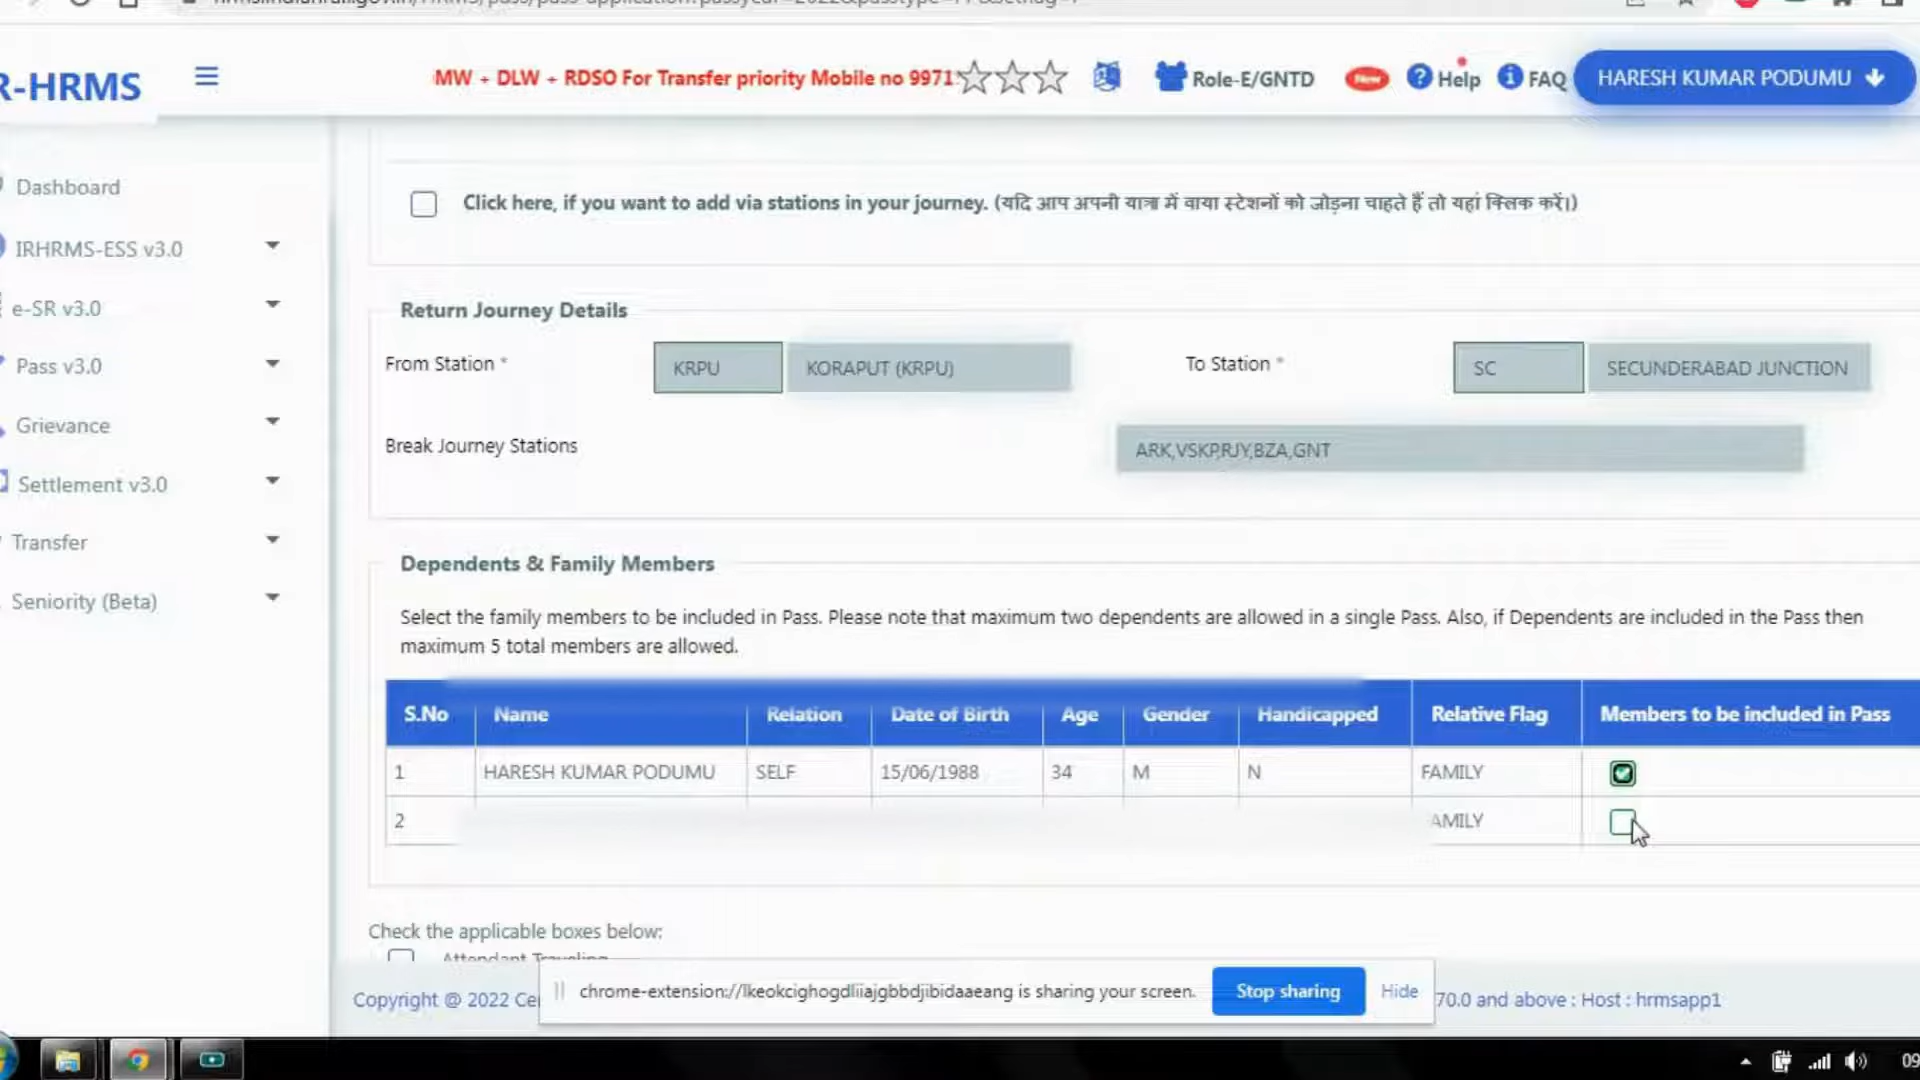 R-HRMS
MW + DLW + RDSO For Transfer priority Mobile no 9971
Role-E/GNTD
New
Help
FAQ
HARESH KUMAR PODUMU
Dashboard
IRHRMS-ESS v3.0
e-SR v3.0
Pass v3.0
Grievance
Settlement v3.0
Transfer
Seniority (Beta)
Click here, if you want to add via stations in your journey. (यदि आप अपनी यात्रा में वाया स्टेशनों को जोड़ना चाहते हैं तो यहां क्लिक करें।)
Return Journey Details
From Station * KRPU KORAPUT (KRPU) To Station * SC SECUNDERABAD JUNCTION
Break Journey Stations ARK,VSKP,RJY,BZA,GNT
Dependents & Family Members
Select the family members to be included in Pass. Please note that maximum two dependents are allowed in a single Pass. Also, if Dependents are included in the Pass then
maximum 5 total members are allowed.
S.No Name Relation Date of Birth Age Gender Handicapped Relative Flag Members to be included in Pass
1 HARESH KUMAR PODUMU SELF 15/06/1988 34 M N FAMILY
2 AMILY
Check the applicable boxes below:
Attendant Traveling
Copyright @ 2022 Ce
chrome-extension://lkeokcighogdliiajgbbdjibidaaeang is sharing your screen. Stop sharing Hide
70.0 and above : Host : hrmsapp1
09